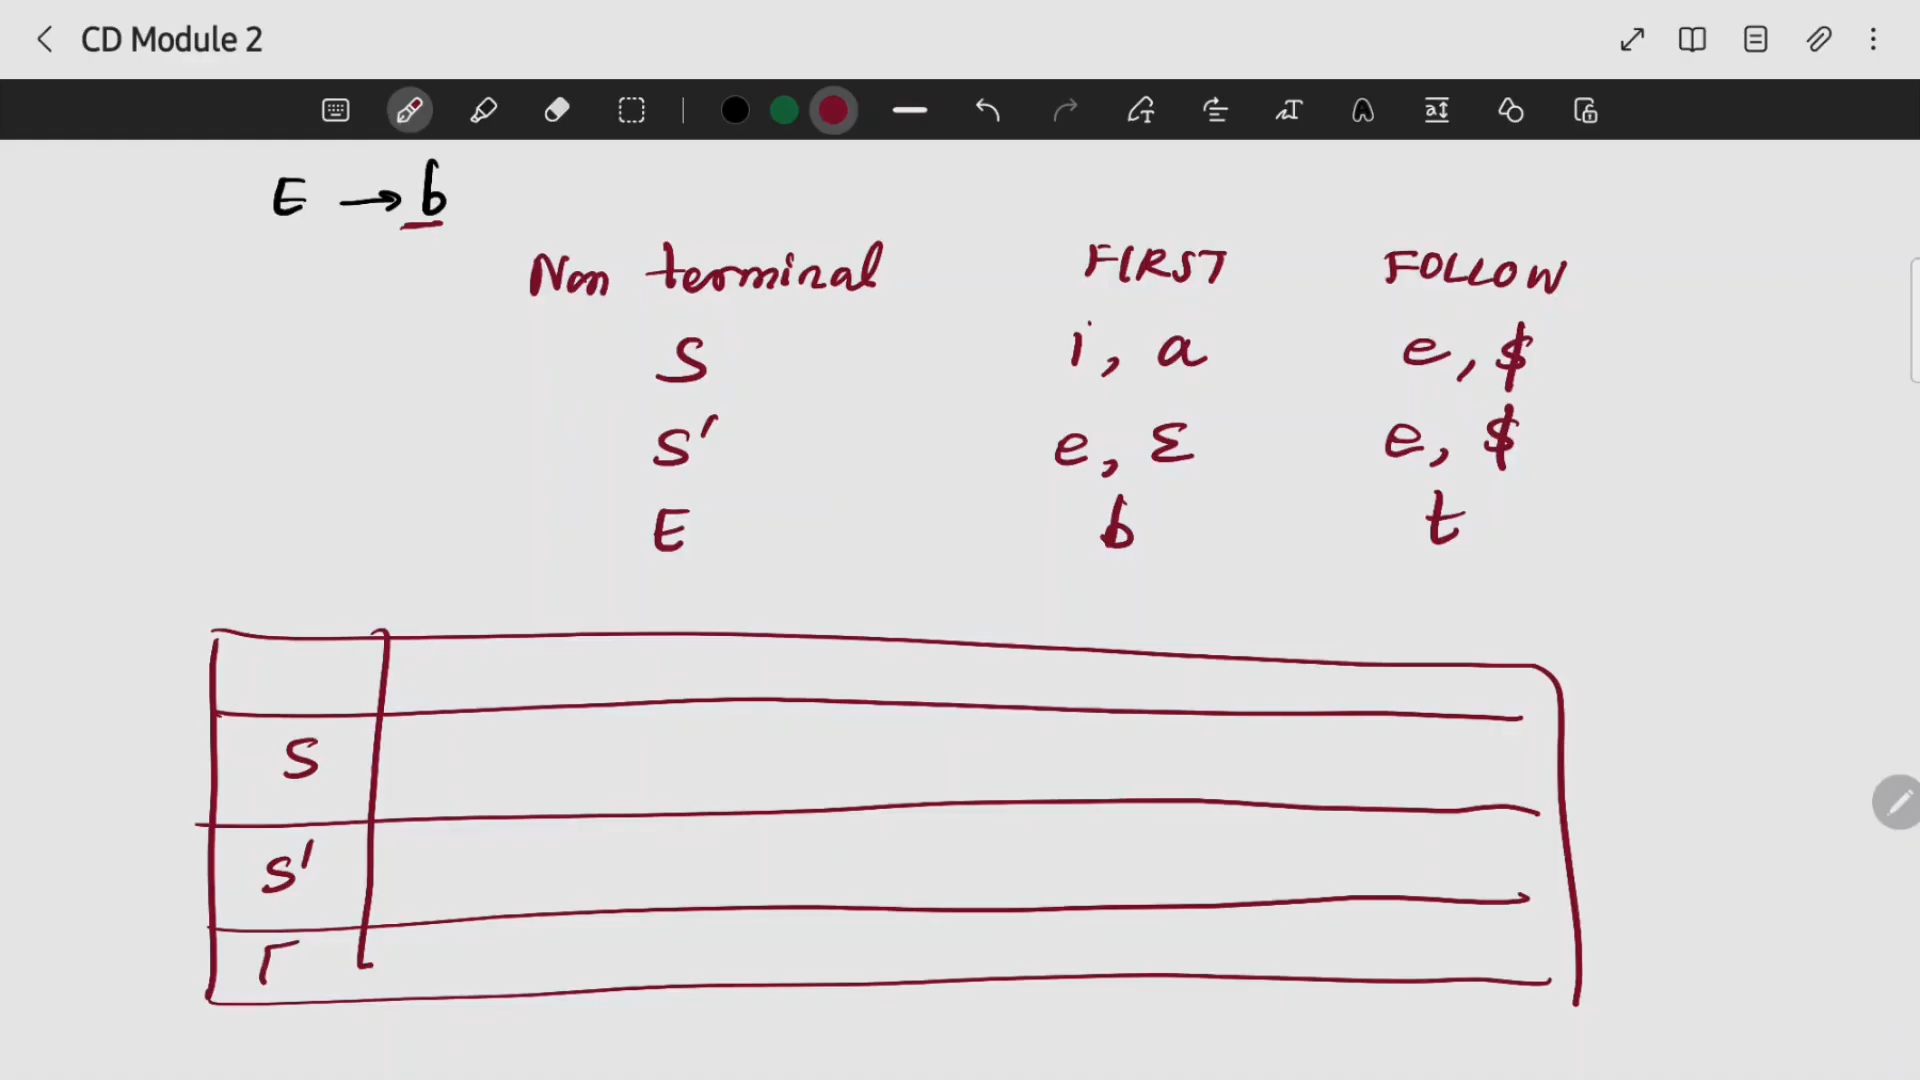 CD Module 2
E → b
Non terminal FIRST FOLLOW
S i, a e, $
S' e, Ɛ e, $
E b t
S
S'